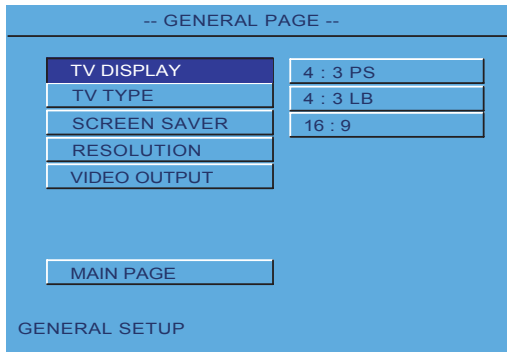 -- GENERAL PAGE --
TV DISPLAY
4 : 3 PS
TV TYPE
4 : 3 LB
SCREEN SAVER
16 : 9
RESOLUTION
VIDEO OUTPUT
MAIN PAGE
GENERAL SETUP